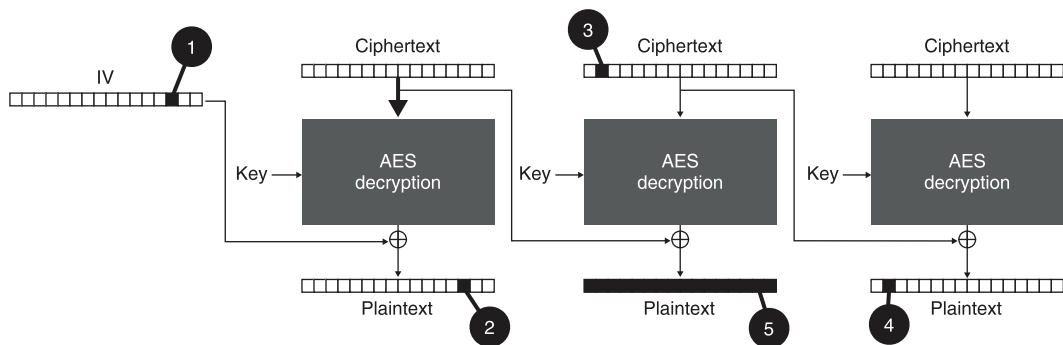 1
3
Ciphertext
Ciphertext
Ciphertext
IV
AES
decryption
AES
decryption
AES
decryption
Key
Key
Key
Plaintext
Plaintext
Plaintext
2
5
4